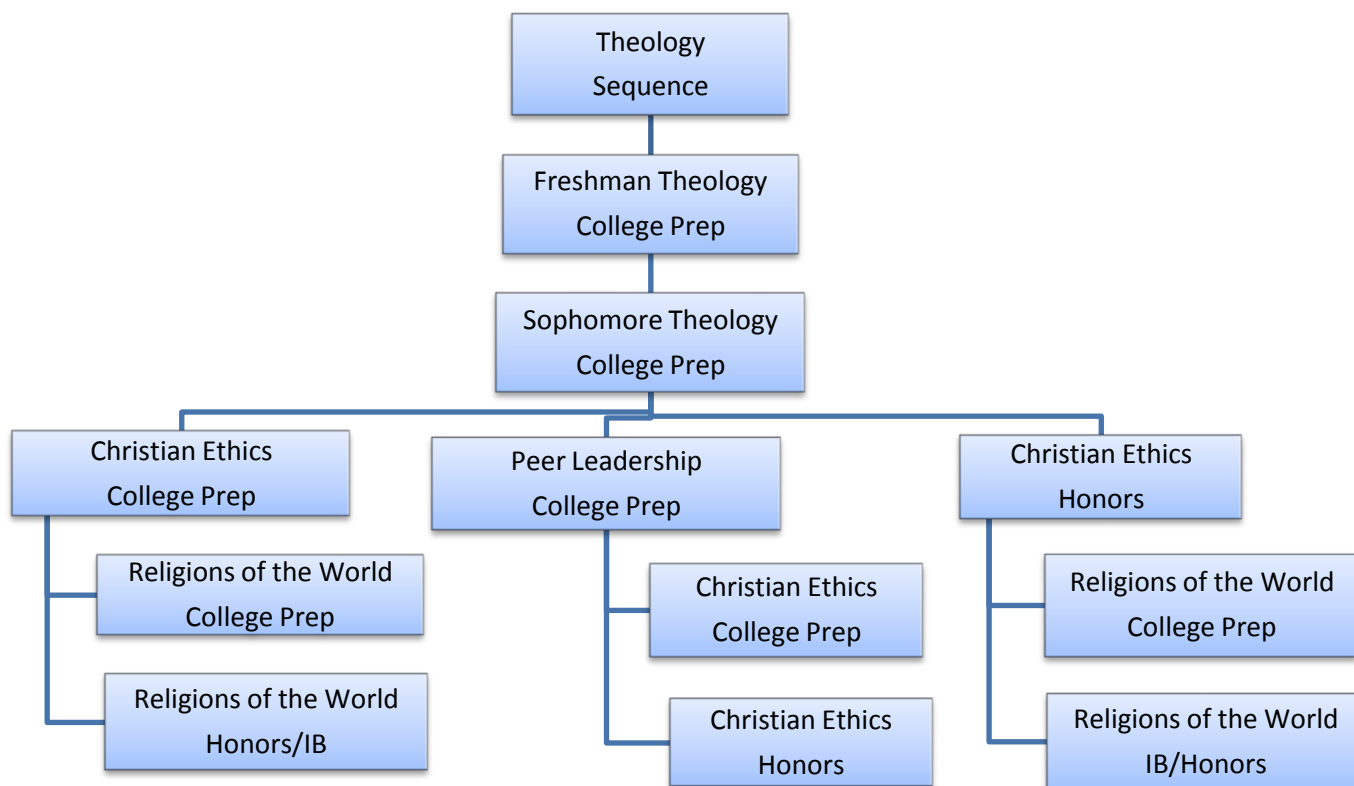 Theology
Sequence
Freshman Theology
College Prep
Sophomore Theology
College Prep
Christian Ethics
College Prep
Peer Leadership
College Prep
Christian Ethics
Honors
Religions of the World
College Prep
Religions of the World
Honors/IB
Christian Ethics
College Prep
Christian Ethics
Honors
Religions of the World
College Prep
Religions of the World
IB/Honors